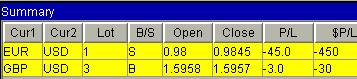 Summary
Cur1 Cur2 Lot B/S Open Close P/L $P/L
EUR USD 1 S 0.98 0.9845 -45.0 -450
GBP USD 3 B 1.5958 1.5957 -3.0 -30